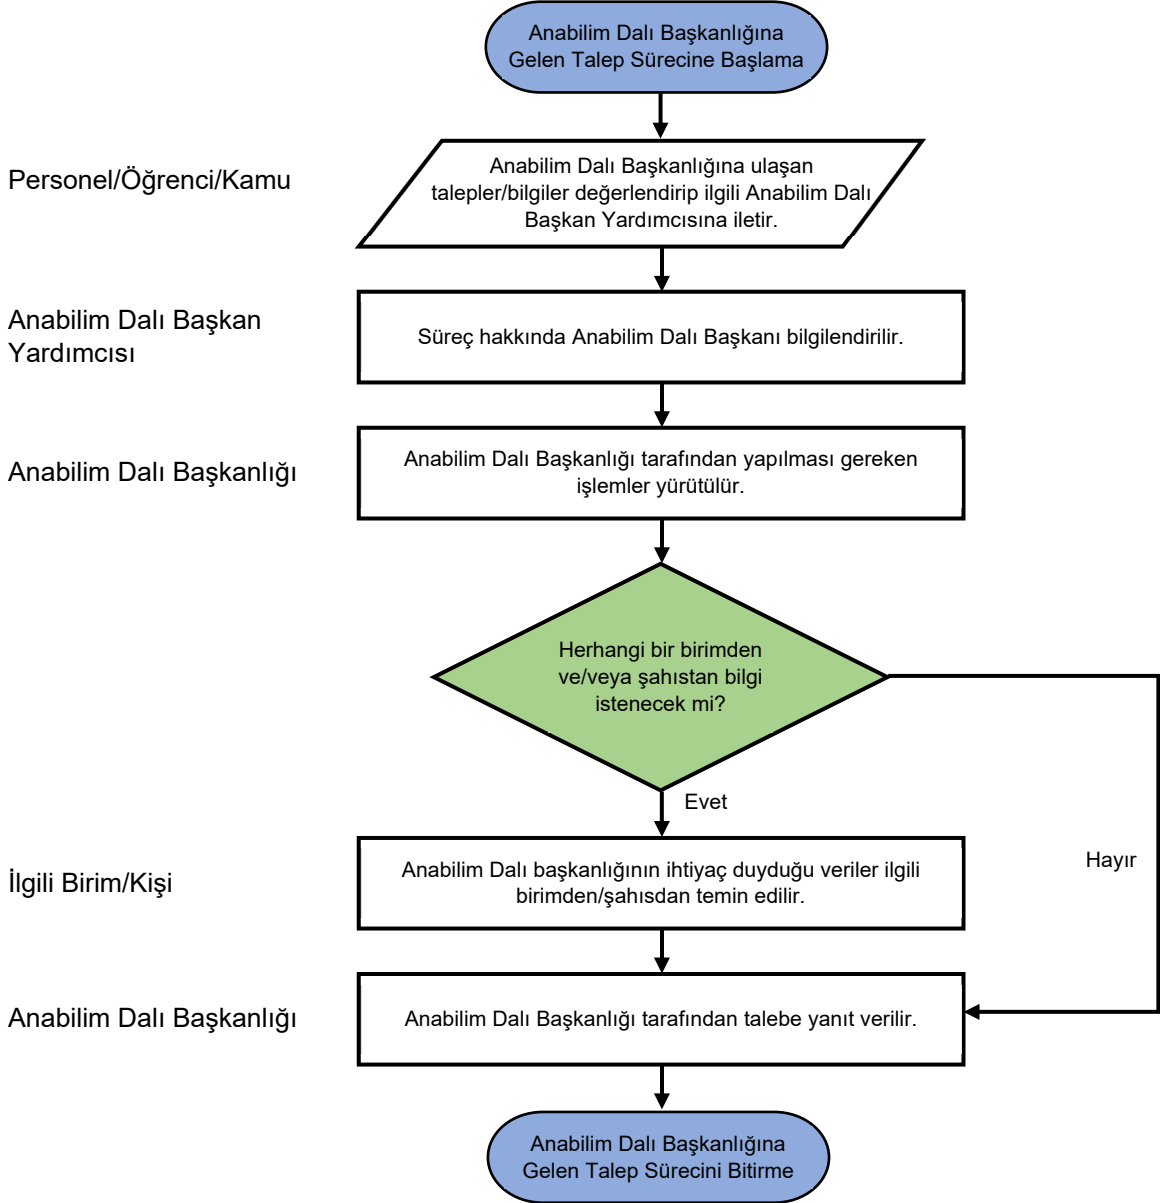 Anabilim Dalı Başkanlığına
Gelen Talep Sürecine Başlama
Personel/Öğrenci/Kamu
Anabilim Dalı Başkanlığına ulaşan
talepler/bilgiler değerlendirip ilgili Anabilim Dalı
Başkan Yardımcısına iletir.
Anabilim Dalı Başkan
Yardımcısı
Süreç hakkında Anabilim Dalı Başkanı bilgilendirilir.
Anabilim Dalı Başkanlığı
Anabilim Dalı Başkanlığı tarafından yapılması gereken
işlemler yürütülür.
Herhangi bir birimden
ve/veya şahıstan bilgi
istenecek mi?
Evet
Hayır
İlgili Birim/Kişi
Anabilim Dalı başkanlığının ihtiyaç duyduğu veriler ilgili
birimden/şahısdan temin edilir.
Anabilim Dalı Başkanlığı
Anabilim Dalı Başkanlığı tarafından talebe yanıt verilir.
Anabilim Dalı Başkanlığına
Gelen Talep Sürecini Bitirme